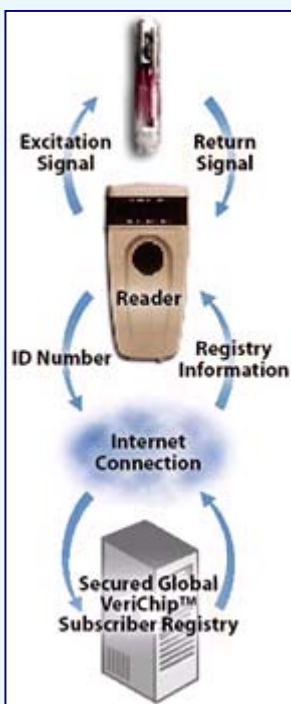 Excitation
Signal
Return
Signal
Reader
ID Number
Registry
Information
Internet
Connection
Secured Global
VeriChip™
Subscriber Registry